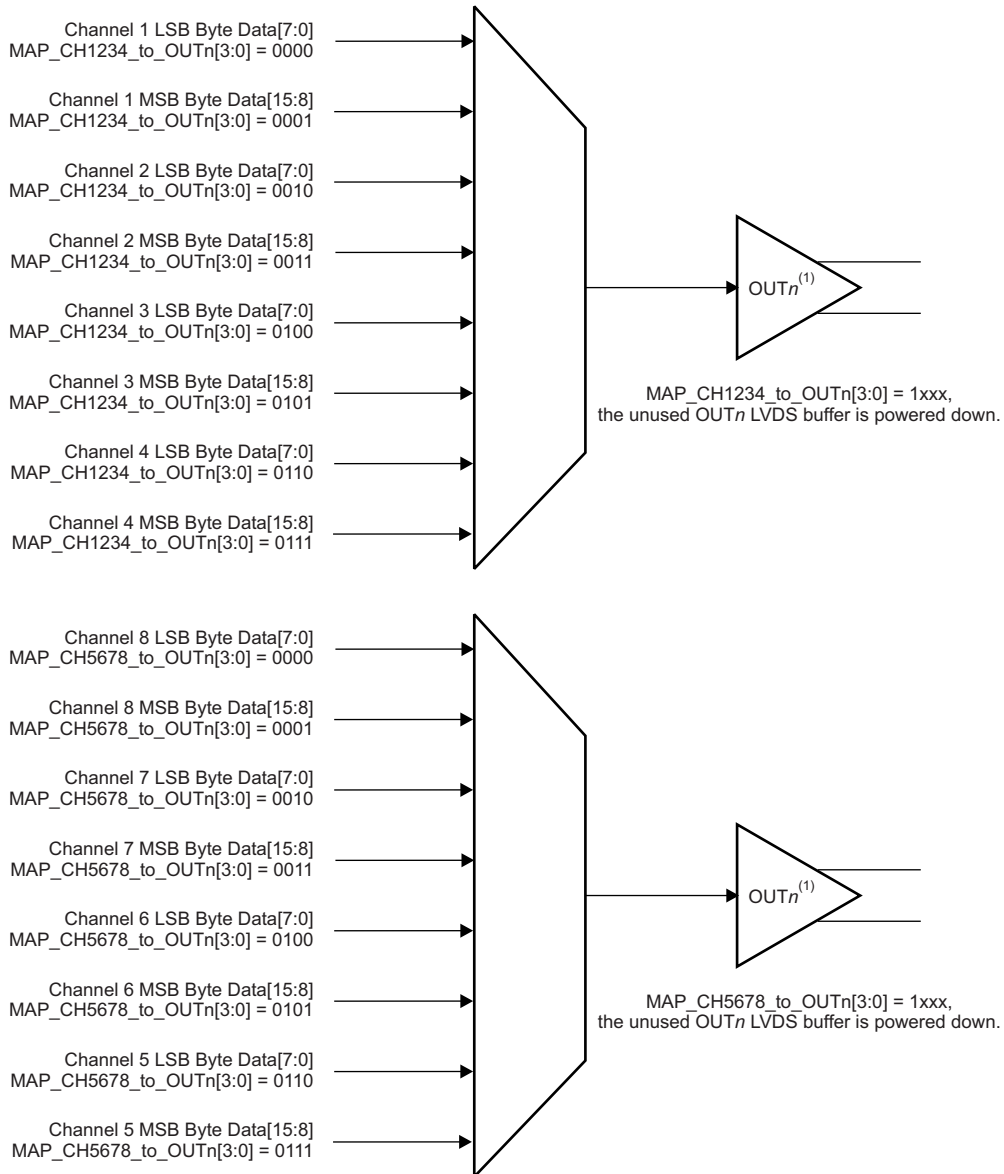 Channel 1 LSB Byte Data[7:0]
MAP_CH1234_to_OUTn[3:0] = 0000
Channel 1 MSB Byte Data[15:8]
MAP_CH1234_to_OUTn[3:0] = 0001
Channel 2 LSB Byte Data[7:0]
MAP_CH1234_to_OUTn[3:0] = 0010
Channel 2 MSB Byte Data[15:8]
MAP_CH1234_to_OUTn[3:0] = 0011
Channel 3 LSB Byte Data[7:0]
MAP_CH1234_to_OUTn[3:0] = 0100
Channel 3 MSB Byte Data[15:8]
MAP_CH1234_to_OUTn[3:0] = 0101
Channel 4 LSB Byte Data[7:0]
MAP_CH1234_to_OUTn[3:0] = 0110
Channel 4 MSB Byte Data[15:8]
MAP_CH1234_to_OUTn[3:0] = 0111
OUTn(1)
MAP_CH1234_to_OUTn[3:0] = 1xxx,
the unused OUTn LVDS buffer is powered down.
Channel 8 LSB Byte Data[7:0]
MAP_CH5678_to_OUTn[3:0] = 0000
Channel 8 MSB Byte Data[15:8]
MAP_CH5678_to_OUTn[3:0] = 0001
Channel 7 LSB Byte Data[7:0]
MAP_CH5678_to_OUTn[3:0] = 0010
Channel 7 MSB Byte Data[15:8]
MAP_CH5678_to_OUTn[3:0] = 0011
Channel 6 LSB Byte Data[7:0]
MAP_CH5678_to_OUTn[3:0] = 0100
Channel 6 MSB Byte Data[15:8]
MAP_CH5678_to_OUTn[3:0] = 0101
Channel 5 LSB Byte Data[7:0]
MAP_CH5678_to_OUTn[3:0] = 0110
Channel 5 MSB Byte Data[15:8]
MAP_CH5678_to_OUTn[3:0] = 0111
OUTn(1)
MAP_CH5678_to_OUTn[3:0] = 1xxx,
the unused OUTn LVDS buffer is powered down.